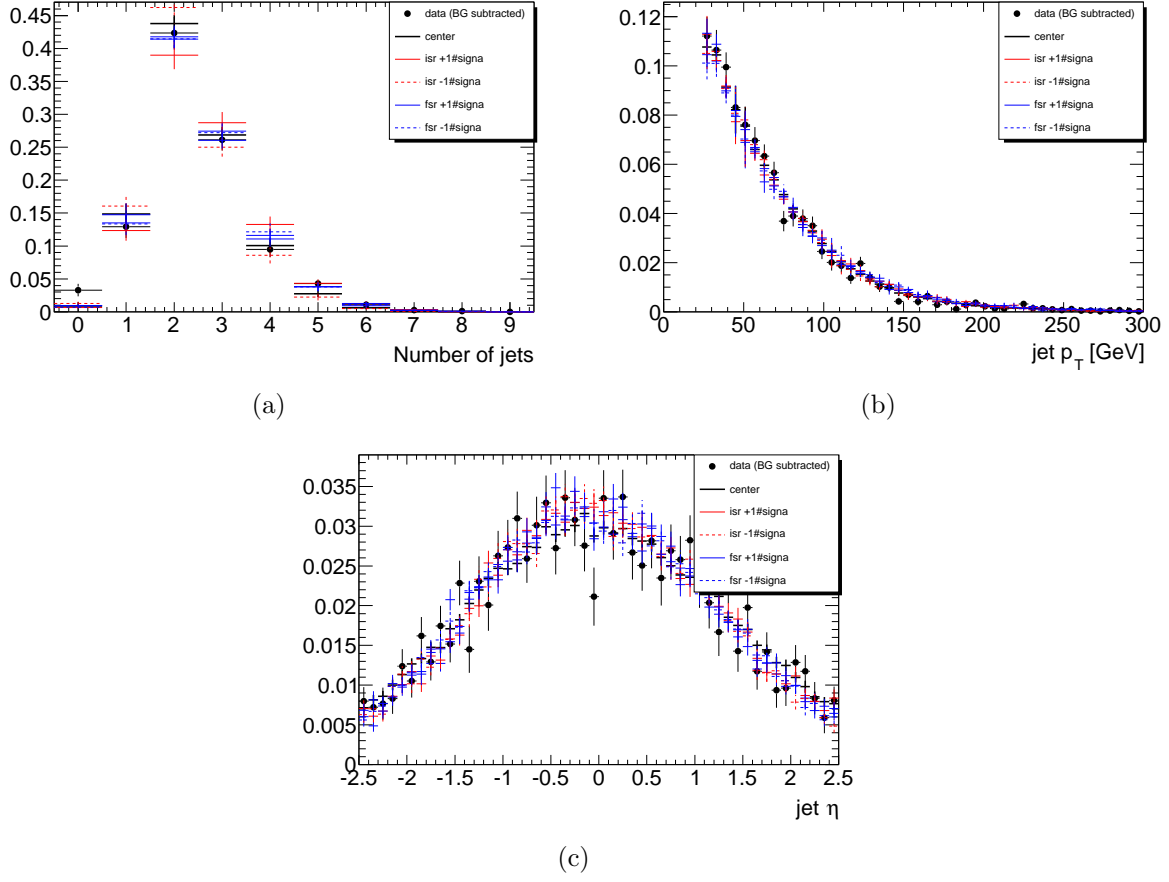 0.45
0.4
0.35
0.3
0.25
0.2
0.15
0.1
0.05
0
0 1 2 3 4 5 6 7 8 9
Number of jets
data (BG subtracted)
center
isr +1#signa
isr -1#signa
fsr +1#signa
fsr -1#signa
(a)
0.12
0.1
0.08
0.06
0.04
0.02
0
0 50 100 150 200 250 300
jet p_T [GeV]
data (BG subtracted)
center
isr +1#signa
isr -1#signa
fsr +1#signa
fsr -1#signa
(b)
0.035
0.03
0.025
0.02
0.015
0.01
0.005
0
-2.5 -2 -1.5 -1 -0.5 0 0.5 1 1.5 2 2.5
jet η
data (BG subtracted)
center
isr +1#signa
isr -1#signa
fsr +1#signa
fsr -1#signa
(c)